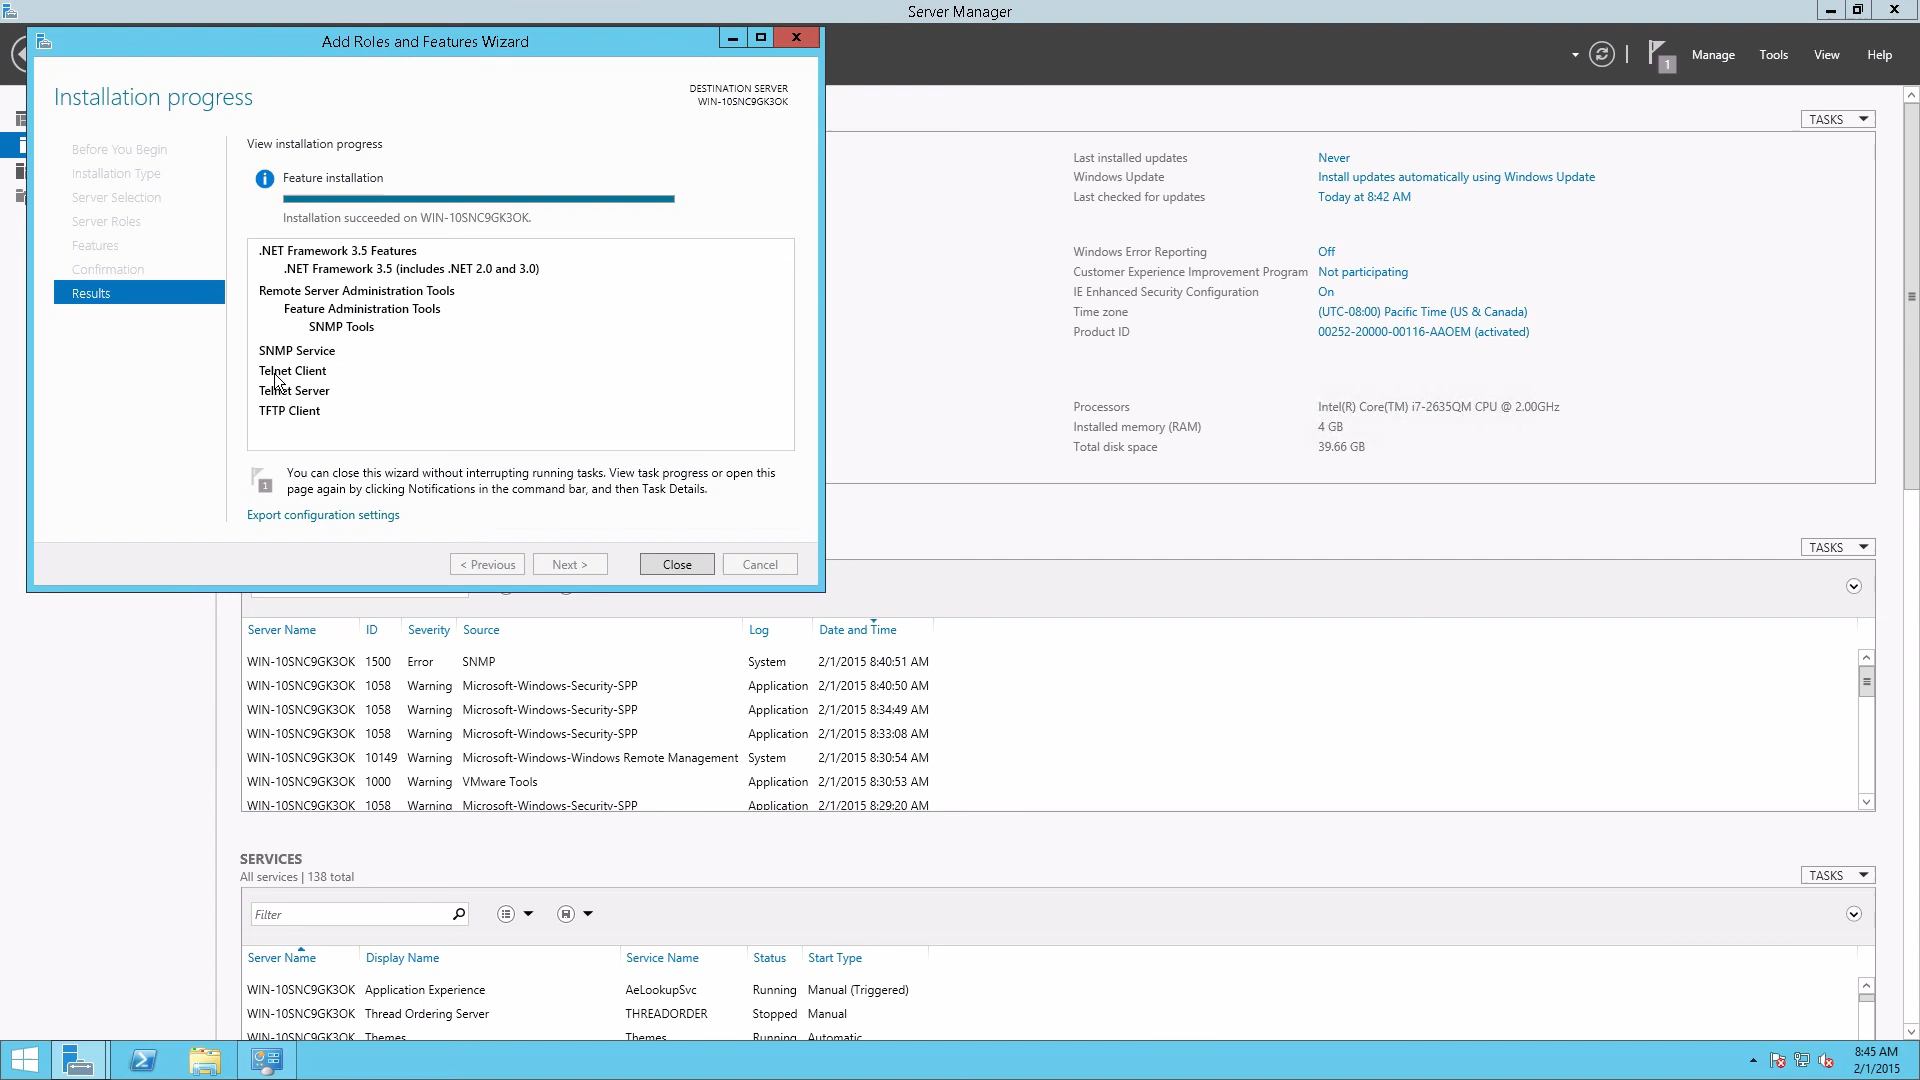 Server Manager
Add Roles and Features Wizard
1
Manage
Tools
View
Help
Installation progress
DESTINATION SERVER
WIN-10SNC9GK3OK
Before You Begin
Installation Type
Server Selection
Server Roles
Features
Confirmation
Results
View installation progress
Feature installation
Installation succeeded on WIN-10SNC9GK3OK.
.NET Framework 3.5 Features
.NET Framework 3.5 (includes .NET 2.0 and 3.0)
Remote Server Administration Tools
Feature Administration Tools
SNMP Tools
SNMP Service
Telnet Client
Telnet Server
TFTP Client
1
You can close this wizard without interrupting running tasks. View task progress or open this
page again by clicking Notifications in the command bar, and then Task Details.
Export configuration settings
< Previous
Next >
Close
Cancel
TASKS
Last installed updates Never
Windows Update Install updates automatically using Windows Update
Last checked for updates Today at 8:42 AM
Windows Error Reporting Off
Customer Experience Improvement Program Not participating
IE Enhanced Security Configuration On
Time zone (UTC-08:00) Pacific Time (US & Canada)
Product ID 00252-20000-00116-AAOEM (activated)
Processors Intel(R) Core(TM) i7-2635QM CPU @ 2.00GHz
Installed memory (RAM) 4 GB
Total disk space 39.66 GB
TASKS
Server Name ID Severity Source Log Date and Time
WIN-10SNC9GK3OK 1500 Error SNMP System 2/1/2015 8:40:51 AM
WIN-10SNC9GK3OK 1058 Warning Microsoft-Windows-Security-SPP Application 2/1/2015 8:40:50 AM
WIN-10SNC9GK3OK 1058 Warning Microsoft-Windows-Security-SPP Application 2/1/2015 8:34:49 AM
WIN-10SNC9GK3OK 1058 Warning Microsoft-Windows-Security-SPP Application 2/1/2015 8:33:08 AM
WIN-10SNC9GK3OK 10149 Warning Microsoft-Windows-Windows Remote Management System 2/1/2015 8:30:54 AM
WIN-10SNC9GK3OK 1000 Warning VMware Tools Application 2/1/2015 8:30:53 AM
WIN-10SNC9GK3OK 1058 Warning Microsoft-Windows-Security-SPP Application 2/1/2015 8:29:20 AM
SERVICES
All services | 138 total
TASKS
Filter
Server Name Display Name Service Name Status Start Type
WIN-10SNC9GK3OK Application Experience AeLookupSvc Running Manual (Triggered)
WIN-10SNC9GK3OK Thread Ordering Server THREADORDER Stopped Manual
WIN-10SNC9GK3OK Themes Themes Running Automatic
8:45 AM
2/1/2015